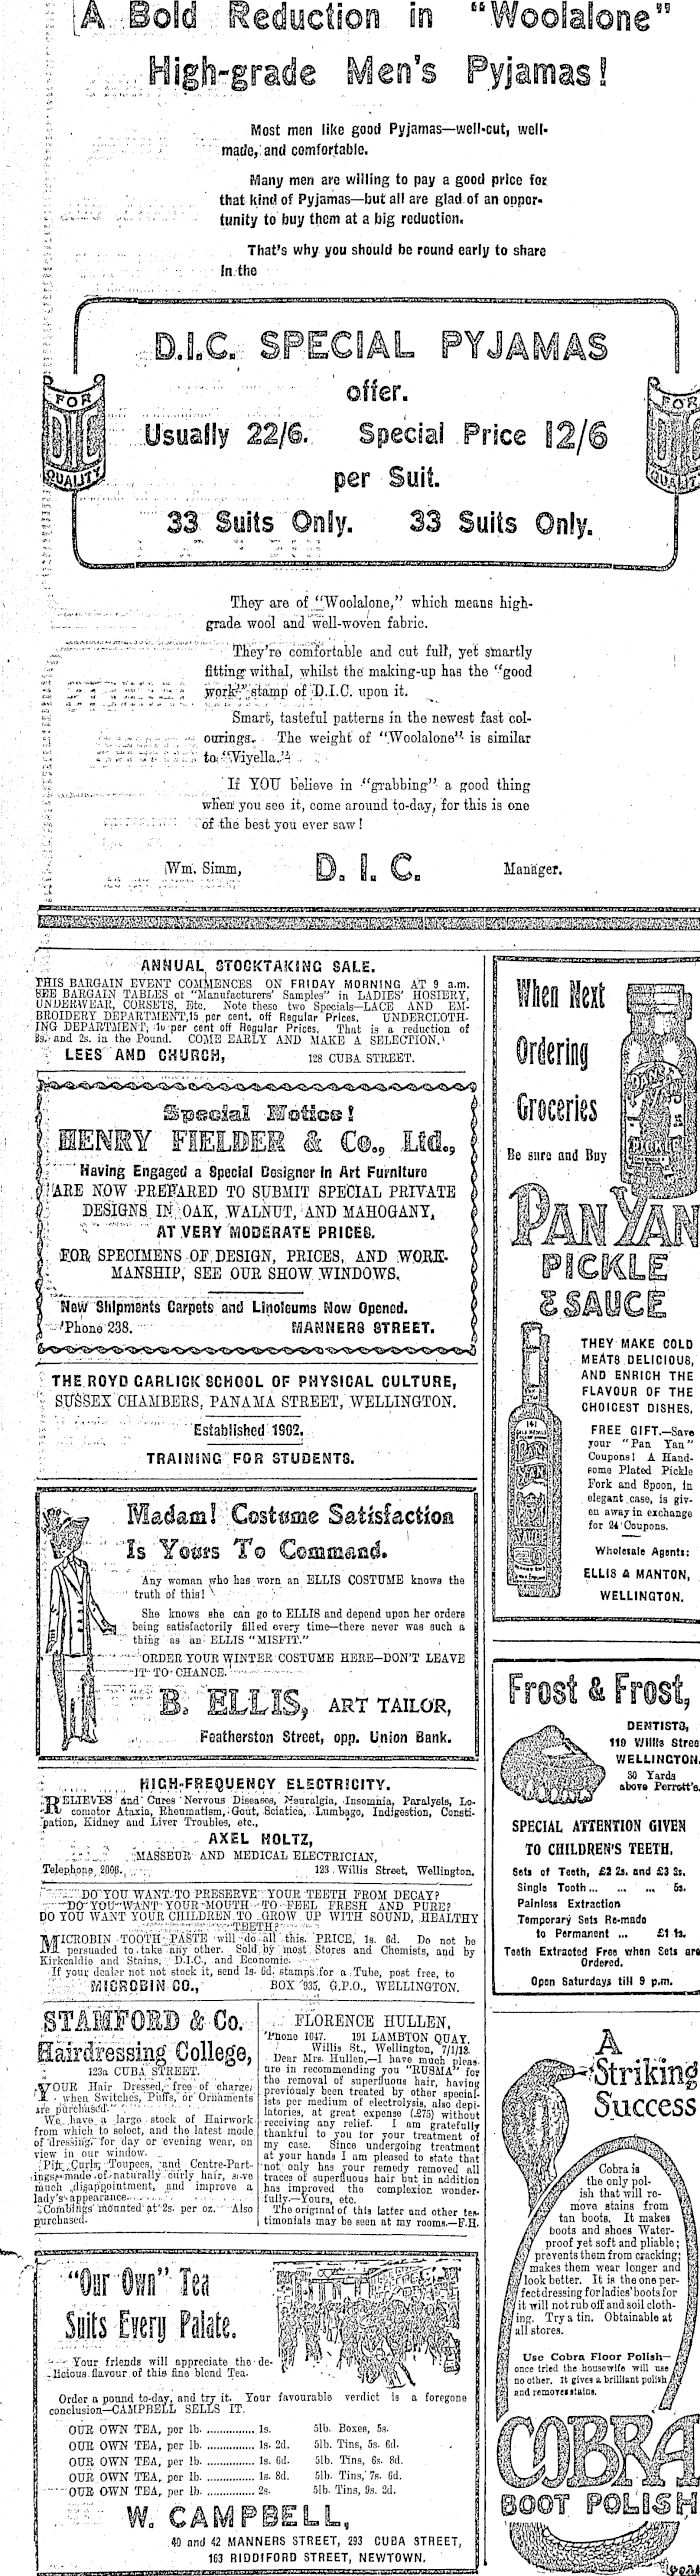 A Bold Reduction in "Woolalone"
High-grade Men's Pyjamas!
Most men like good Pyjamas—well-cut, well-
made, and comfortable.
Many men are willing to pay a good price for
that kind of Pyjamas—but all are glad of an oppor-
tunity to buy them at a big reduction.
That's why you should be round early to share
in the
D.I.C. SPECIAL PYJAMAS
offer.
Usually 22/6. Special Price 12/6
per Suit.
33 Suits Only. 33 Suits Only.
FOR
DIC
QUALITY
FOR
DIC
QUALITY
They are of "Woolalone," which means high-
grade wool and well-woven fabric.
They're comfortable and cut full, yet smartly
fitting withal, whilst the making-up has the "good
work" stamp of D.I.C. upon it.
Smart, tasteful patterns in the newest fast col-
ourings. The weight of "Woolalone" is similar
to "Viyella."
If YOU believe in "grabbing" a good thing
when you see it, come around to-day, for this is one
of the best you ever saw!
Wm. Simm, D. I. C. Manager.
ANNUAL STOCKTAKING SALE.
THIS BARGAIN EVENT COMMENCES ON FRIDAY MORNING AT 9 a.m.
SEE BARGAIN TABLES of "Manufacturers' Samples" in LADIES' HOSIERY,
UNDERWEAR, CORSETS, Etc. Note these two Specials—LACE AND EM-
BROIDERY DEPARTMENT, 15 per cent. off Regular Prices. UNDERCLOTH-
ING DEPARTMENT, 10 per cent off Regular Prices. That is a reduction of
3s. and 2s. in the Pound. COME EARLY AND MAKE A SELECTION.
LEES AND CHURCH, 128 CUBA STREET.
Special Notice!
HENRY FIELDER & Co., Ltd.,
Having Engaged a Special Designer in Art Furniture
ARE NOW PREPARED TO SUBMIT SPECIAL PRIVATE
DESIGNS IN OAK, WALNUT, AND MAHOGANY,
AT VERY MODERATE PRICES.
FOR SPECIMENS OF DESIGN, PRICES, AND WORK-
MANSHIP, SEE OUR SHOW WINDOWS.
New Shipments Carpets and Linoleums Now Opened.
'Phone 238. MANNERS STREET.
THE ROYD GARLICK SCHOOL OF PHYSICAL CULTURE,
SUSSEX CHAMBERS, PANAMA STREET, WELLINGTON.
Established 1902.
TRAINING FOR STUDENTS.
Madam! Costume Satisfaction
Is Yours To Command.
Any woman who has worn an ELLIS COSTUME knows the
truth of this!
She knows she can go to ELLIS and depend upon her orders
being satisfactorily filled every time—there never was such a
thing as an ELLIS "MISFIT."
ORDER YOUR WINTER COSTUME HERE—DON'T LEAVE
IT TO CHANCE.
B. ELLIS, ART TAILOR,
Featherston Street, opp. Union Bank.
HIGH-FREQUENCY ELECTRICITY.
RELIEVES and Cures Nervous Diseases, Neuralgia, Insomnia, Paralysis, Lo-
comotor Ataxia, Rheumatism, Gout, Sciatica, Lumbago, Indigestion, Consti-
pation, Kidney and Liver Troubles, etc.,
AXEL HOLTZ,
MASSEUR AND MEDICAL ELECTRICIAN,
Telephone 2006. 123 Willis Street, Wellington.
DO YOU WANT TO PRESERVE YOUR TEETH FROM DECAY?
DO YOU WANT YOUR MOUTH TO FEEL FRESH AND PURE?
DO YOU WANT YOUR CHILDREN TO GROW UP WITH SOUND, HEALTHY
TEETH?
MICROBIN TOOTH PASTE will do all this. PRICE, 1s. 6d. Do not be
persuaded to take any other. Sold by most Stores and Chemists, and by
Kirkcaldie and Stains, D.I.C., and Economic.
If your dealer not not stock it, send 1s. 6d. stamps for a Tube, post free, to
MICROBIN CO., BOX 935, G.P.O., WELLINGTON.
STAMFORD & Co.
Hairdressing College,
123a CUBA STREET.
YOUR Hair Dressed, free of charge,
when Switches, Puffs, or Ornaments
are purchased.
We have a large stock of Hairwork
from which to select, and the latest mode
of dressing, for day or evening wear, on
view in our window.
Pin Curls, Toupees, and Centre-Part-
ings, made of naturally curly hair, save
much disappointment, and improve a
lady's appearance.
Combings mounted at 2s. per oz. Also
purchased.
FLORENCE HULLEN,
'Phone 1047. 191 LAMBTON QUAY.
Willis St., Wellington, 7/1/13.
Dear Mrs. Hullen,—I have much pleas-
ure in recommending you "RUSMA" for
the removal of superfluous hair, having
previously been treated by other special-
ists per medium of electrolysis, also depi-
latories, at great expense (£75) without
receiving any relief. I am gratefully
thankful to you for your treatment of
my case. Since undergoing treatment
at your hands I am pleased to state that
not only has your remedy removed all
traces of superfluous hair but in addition
has improved the complexion wonder-
fully.—Yours, etc.
The original of this latter and other tes-
timonials may be seen at my rooms.—F.H.
"Our Own" Tea
Suits Every Palate.
Your friends will appreciate the de-
licious flavour of this fine blend Tea.
Order a pound to-day, and try it. Your favourable verdict is a foregone
conclusion—CAMPBELL SELLS IT.
OUR OWN TEA, per lb. .............. 1s. 5lb. Boxes, 5s.
OUR OWN TEA, per lb. .............. 1s. 2d. 5lb. Tins, 5s. 6d.
OUR OWN TEA, per lb. .............. 1s. 6d. 5lb. Tins, 6s. 8d.
OUR OWN TEA, per lb. .............. 1s. 8d. 5lb. Tins, 7s. 6d.
OUR OWN TEA, per lb. .............. 2s. 5lb. Tins, 9s. 2d.
W. CAMPBELL,
40 and 42 MANNERS STREET, 293 CUBA STREET,
163 RIDDIFORD STREET, NEWTOWN.
When Next
Ordering
Groceries
Be sure and Buy
PAN YAN
PICKLE
& SAUCE
THEY MAKE COLD
MEATS DELICIOUS,
AND ENRICH THE
FLAVOUR OF THE
CHOICEST DISHES.
FREE GIFT.—Save
your "Pan Yan"
Coupons! A Hand-
some Plated Pickle
Fork and Spoon, in
elegant case, is giv-
en away in exchange
for 24 Coupons.
Wholesale Agents:
ELLIS & MANTON,
WELLINGTON.
Frost & Frost,
DENTISTS,
119 Willis Stree
WELLINGTON.
30 Yards
above Perrott's.
SPECIAL ATTENTION GIVEN
TO CHILDREN'S TEETH.
Sets of Teeth, £2 2s. and £3 3s.
Single Tooth ... ... ... 5s.
Painless Extraction
Temporary Sets Re-made
to Permanent ... £1 1s.
Teeth Extracted Free when Sets are
Ordered.
Open Saturdays till 9 p.m.
A
Striking
Success
Cobra is
the only pol-
ish that will re-
move stains from
tan boots. It makes
boots and shoes Water-
proof yet soft and pliable;
prevents them from cracking;
makes them wear longer and
look better. It is the one per-
fect dressing for ladies' boots for
it will not rub off and soil cloth-
ing. Try a tin. Obtainable at
all stores.
Use Cobra Floor Polish—
once tried the housewife will use
no other. It gives a brilliant polish
and removes stains.
COBRA
BOOT POLISH